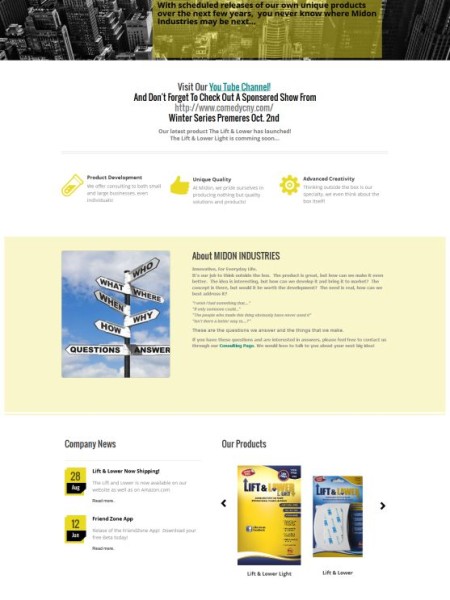 With scheduled releases of our own unique products
over the next few years, you never know where Midon
Industries may be next...
Visit Our You Tube Channel!
And Don't Forget To Check Out A Sponsered Show From
http://www.comedycny.com/
Winter Series Premeres Oct. 2nd
Our latest product The Lift & Lower has launched!
The Lift & Lower Light is comming soon...
Product Development
We offer consulting to both small
and large businesses, even
individuals!
Unique Quality
At Midon, we pride ourselves in
producing nothing but quality
solutions and products!
Advanced Creativity
Thinking outside the box is our
specialty, we even think about the
box itself!
WHO
WHAT
WHERE
WHEN
WHY
HOW
QUESTIONS
ANSWERS
About MIDON INDUSTRIES
Innovation, For Everyday Life.
It's our job to think outside the box. The product is great, but how can we make it even
better. The idea is interesting, but how can we develop it and bring it to market? The
concept is there, but would it be worth the development? The need is real, how can we
best address it?
"I wish I had something that..."
"If only someone could..."
"The people who made this thing obviously have never used it"
"Isn't there a better way to...?"
These are the questions we answer and the things that we make.
If you have these questions and are interested in answers, please feel free to contact us
through our Consulting Page. We would love to talk to you about your next big idea!
Company News
28
Aug
Lift & Lower Now Shipping!
The Lift and Lower is now available on our
website as well as on Amazon.com!
Read more.
12
Jan
Friend Zone App!
Release of the FriendZone App! Download your
free Beta today!
Read more.
Our Products
LIFT & LOWER
LIGHT
LIFT & LOWER
Lift & Lower Light
Lift & Lower